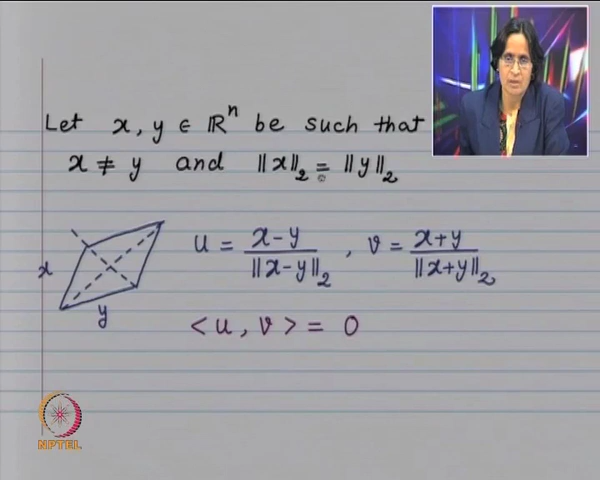 Let x, y ∈ ℝⁿ be such that
x ≠ y and ||x||₂ = ||y||₂
x
y
u = (x-y)/||x-y||₂ , v = (x+y)/||x+y||₂
<u, v> = 0
NPTEL